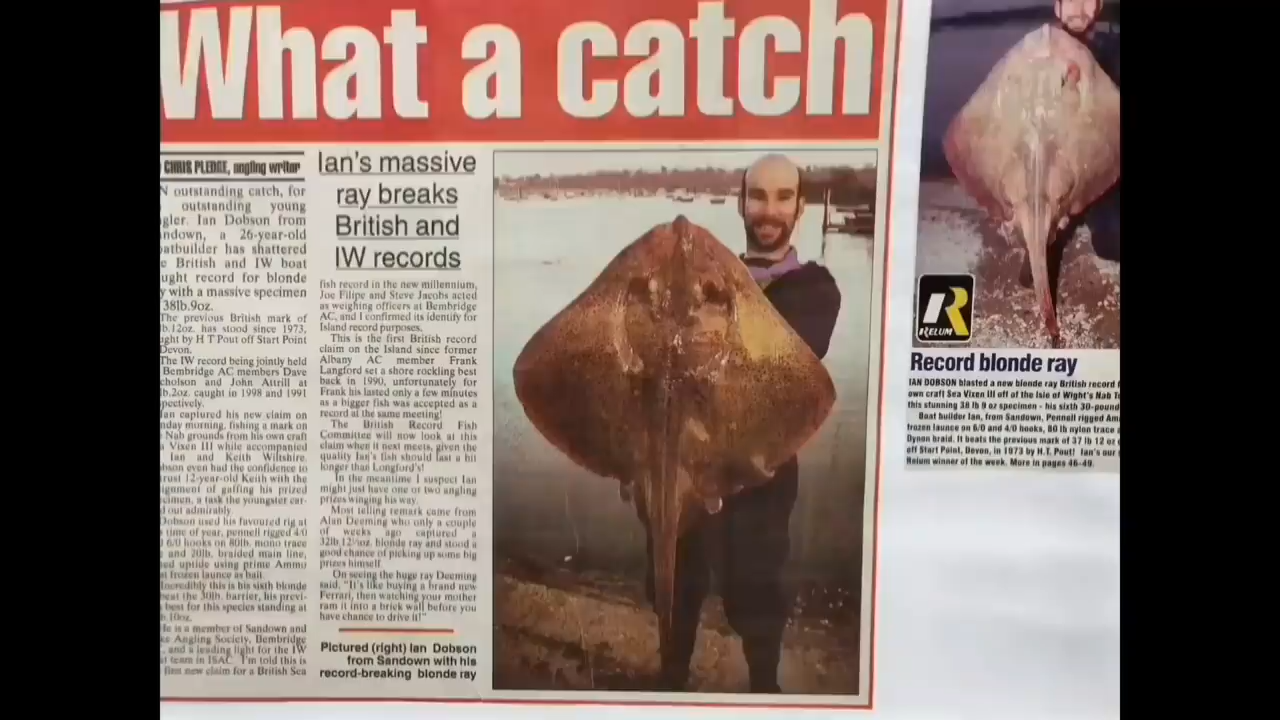 What a catch
CHRIS PLEDGE, angling writer
N outstanding catch, for
outstanding young
gler. Ian Dobson from
ndown, a 26-year-old
atbuilder has shattered
e British and IW boat
ught record for blonde
y with a massive specimen
38lb.9oz.
The previous British mark of
lb.12oz. has stood since 1973,
ught by H T Pout off Start Point
Devon.
The IW record being jointly held
Bembridge AC members Dave
cholson and John Attrill at
lb.2oz. caught in 1998 and 1991
pectively.
Ian captured his new claim on
nday morning, fishing a mark on
Nab grounds from his own craft
a Vixen III while accompanied
Ian and Keith Wiltshire.
bson even had the confidence to
trust 12-year-old Keith with the
ignment of gaffing his prized
cimen, a task the youngster car-
d out admirably.
Dobson used his favoured rig at
s time of year, pennell rigged 4/0
d 6/0 hooks on 80lb. mono trace
and 20lb. braided main line,
ed uptide using prime Ammo
at frozen launce as bait.
Incredibly this is his sixth blonde
beat the 30lb. barrier, his previ-
s best for this species standing at
b.10oz.
He is a member of Sandown and
ke Angling Society, Bembridge
, and a leading light for the IW
at team in ISAC. I'm told this is
first new claim for a British Sea
Ian's massive
ray breaks
British and
IW records
fish record in the new millennium,
Joe Filipe and Steve Jacobs acted
as weighing officers at Bembridge
AC, and I confirmed its identify for
Island record purposes.
This is the first British record
claim on the Island since former
Albany AC member Frank
Langford set a shore rockling best
back in 1990, unfortunately for
Frank his lasted only a few minutes
as a bigger fish was accepted as a
record at the same meeting!
The British Record Fish
Committee will now look at this
claim when it next meets, given the
quality Ian's fish should last a bit
longer than Langford's!
In the meantime I suspect Ian
might just have one or two angling
prizes winging his way.
Most telling remark came from
Alan Deeming who only a couple
of weeks ago captured a
32lb.12½oz. blonde ray and stood a
good chance of picking up some big
prizes himself.
On seeing the huge ray Deeming
said, "It's like buying a brand new
Ferrari, then watching your mother
ram it into a brick wall before you
have chance to drive it!"
Pictured (right) Ian Dobson
from Sandown with his
record-breaking blonde ray
R
RELUM
Record blonde ray
IAN DOBSON blasted a new blonde ray British record f
own craft Sea Vixen III off of the Isle of Wight's Nab To
this stunning 38 lb 9 oz specimen - his sixth 30-pound
Boat builder Ian, from Sandown, Pennell rigged Am
frozen launce on 6/0 and 4/0 hooks, 80 lb nylon trace a
Dynon braid. It beats the previous mark of 37 lb 12 oz c
off Start Point, Devon, in 1973 by H.T. Pout! Ian's our
Relum winner of the week. More in pages 46-49.